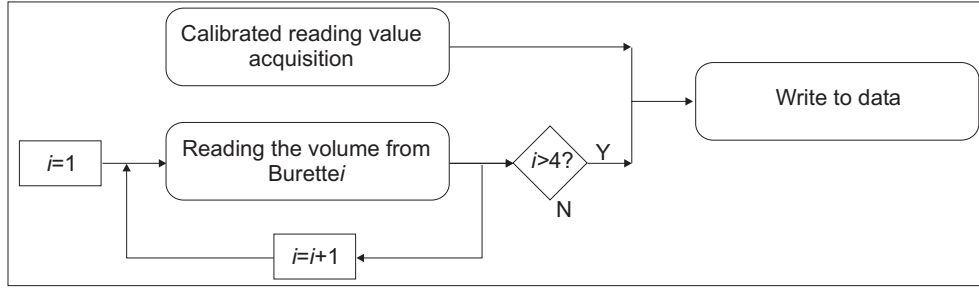 Calibrated reading value
acquisition
Write to data
i=1
Reading the volume from
Burettei
i>4?
Y
N
i=i+1